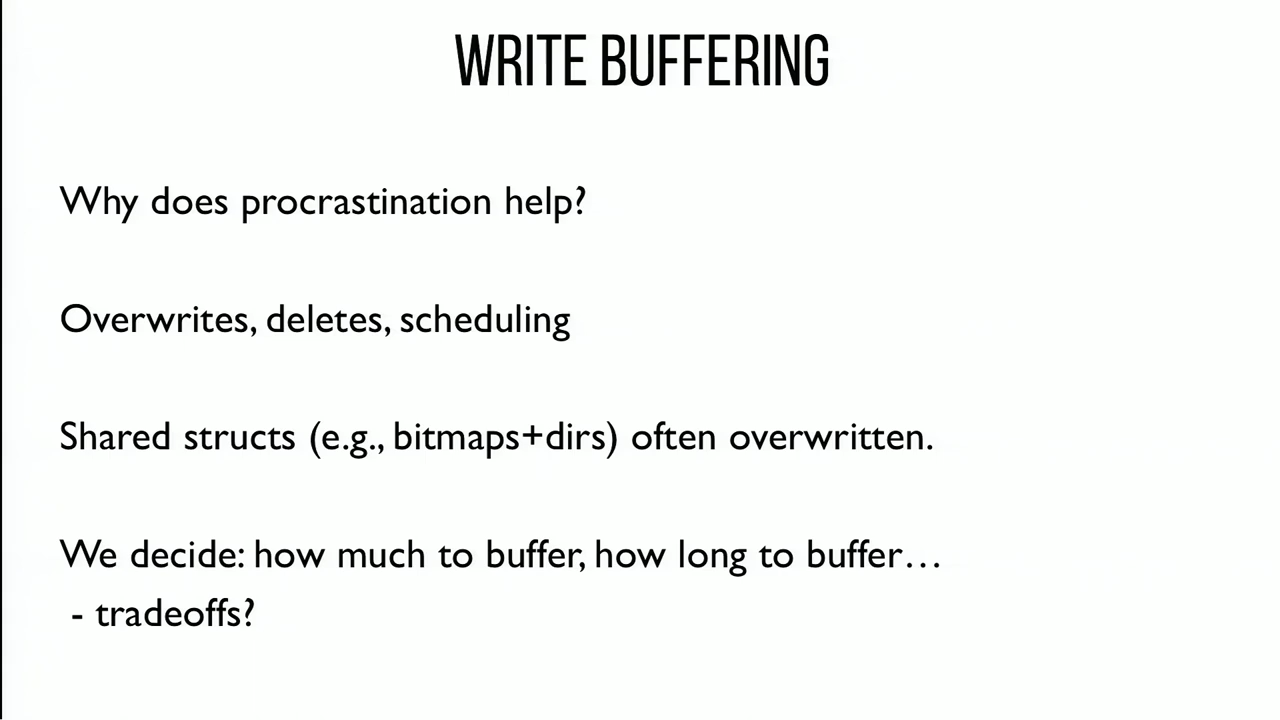 WRITE BUFFERING
Why does procrastination help?
Overwrites, deletes, scheduling
Shared structs (e.g., bitmaps+dirs) often overwritten.
We decide: how much to buffer, how long to buffer…
- tradeoffs?